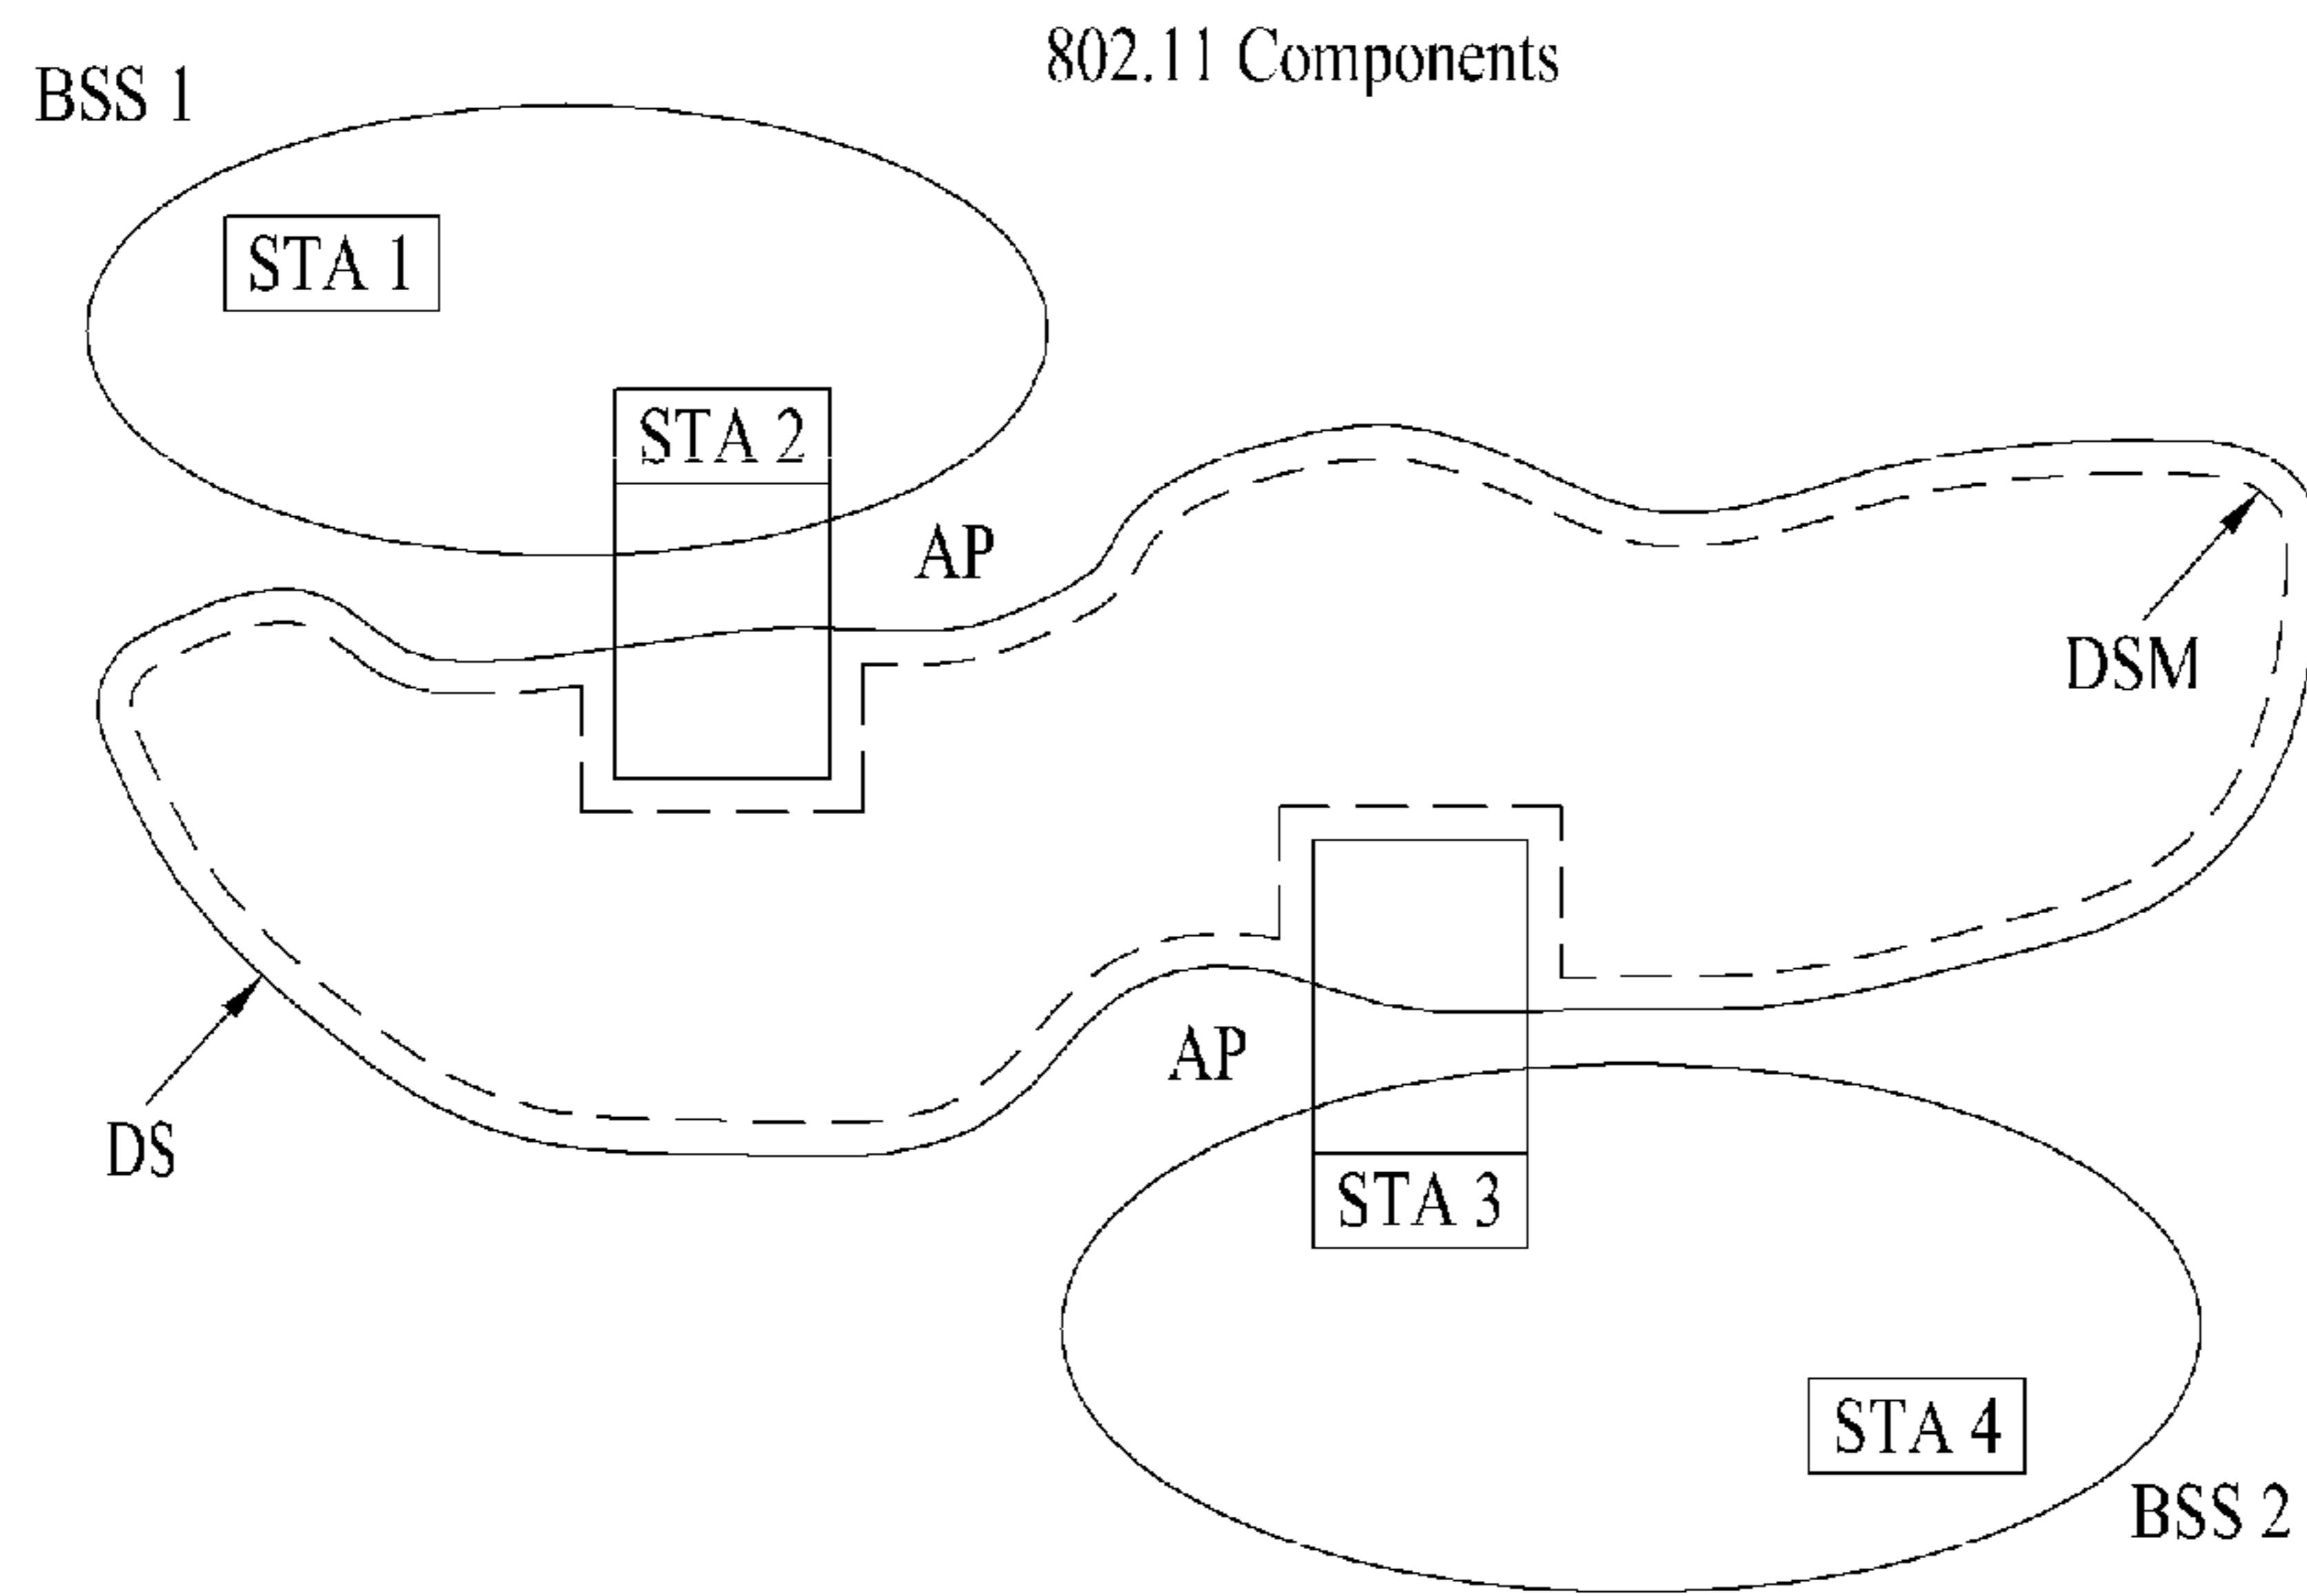 802.11 Components
BSS 1
STA 1
STA 2
AP
DSM
AP
DS
STA 3
STA 4
BSS 2